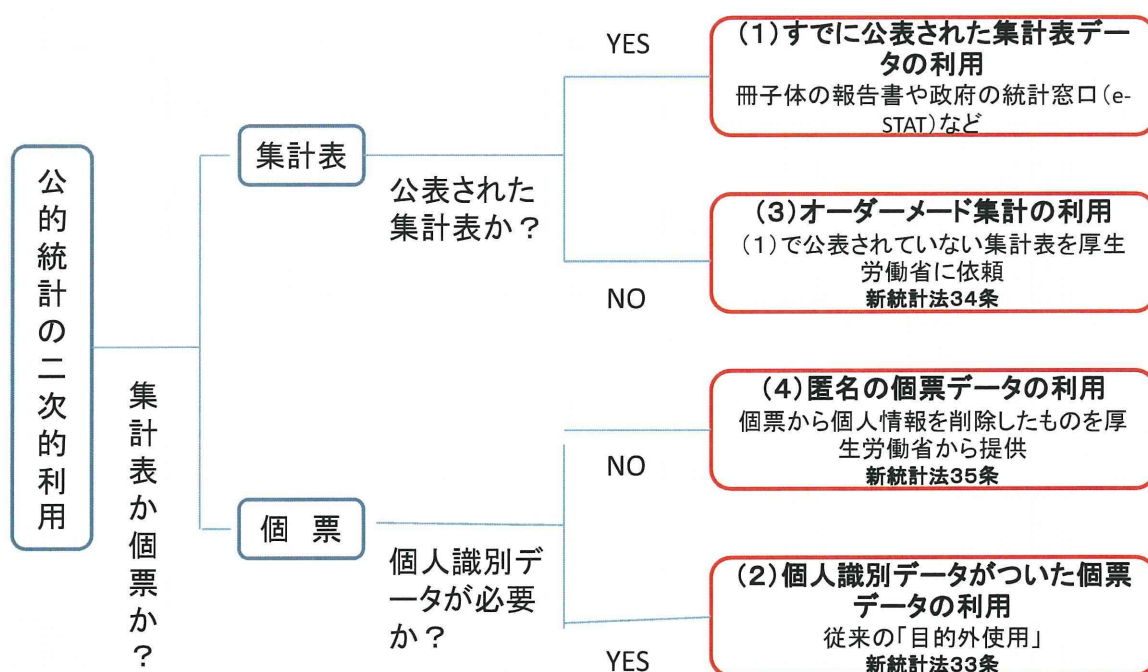 公的統計の二次的利用
集計表か個票か？
集計表
公表された
集計表か？
YES
(1)すでに公表された集計表デー
タの利用
冊子体の報告書や政府の統計窓口(e-
STAT)など
NO
(3)オーダーメード集計の利用
(1)で公表されていない集計表を厚生
労働省に依頼
新統計法34条
個　票
個人識別デ
ータが必要
か？
NO
(4)匿名の個票データの利用
個票から個人情報を削除したものを厚
生労働省から提供
新統計法35条
YES
(2)個人識別データがついた個票
データの利用
従来の「目的外使用」
新統計法33条